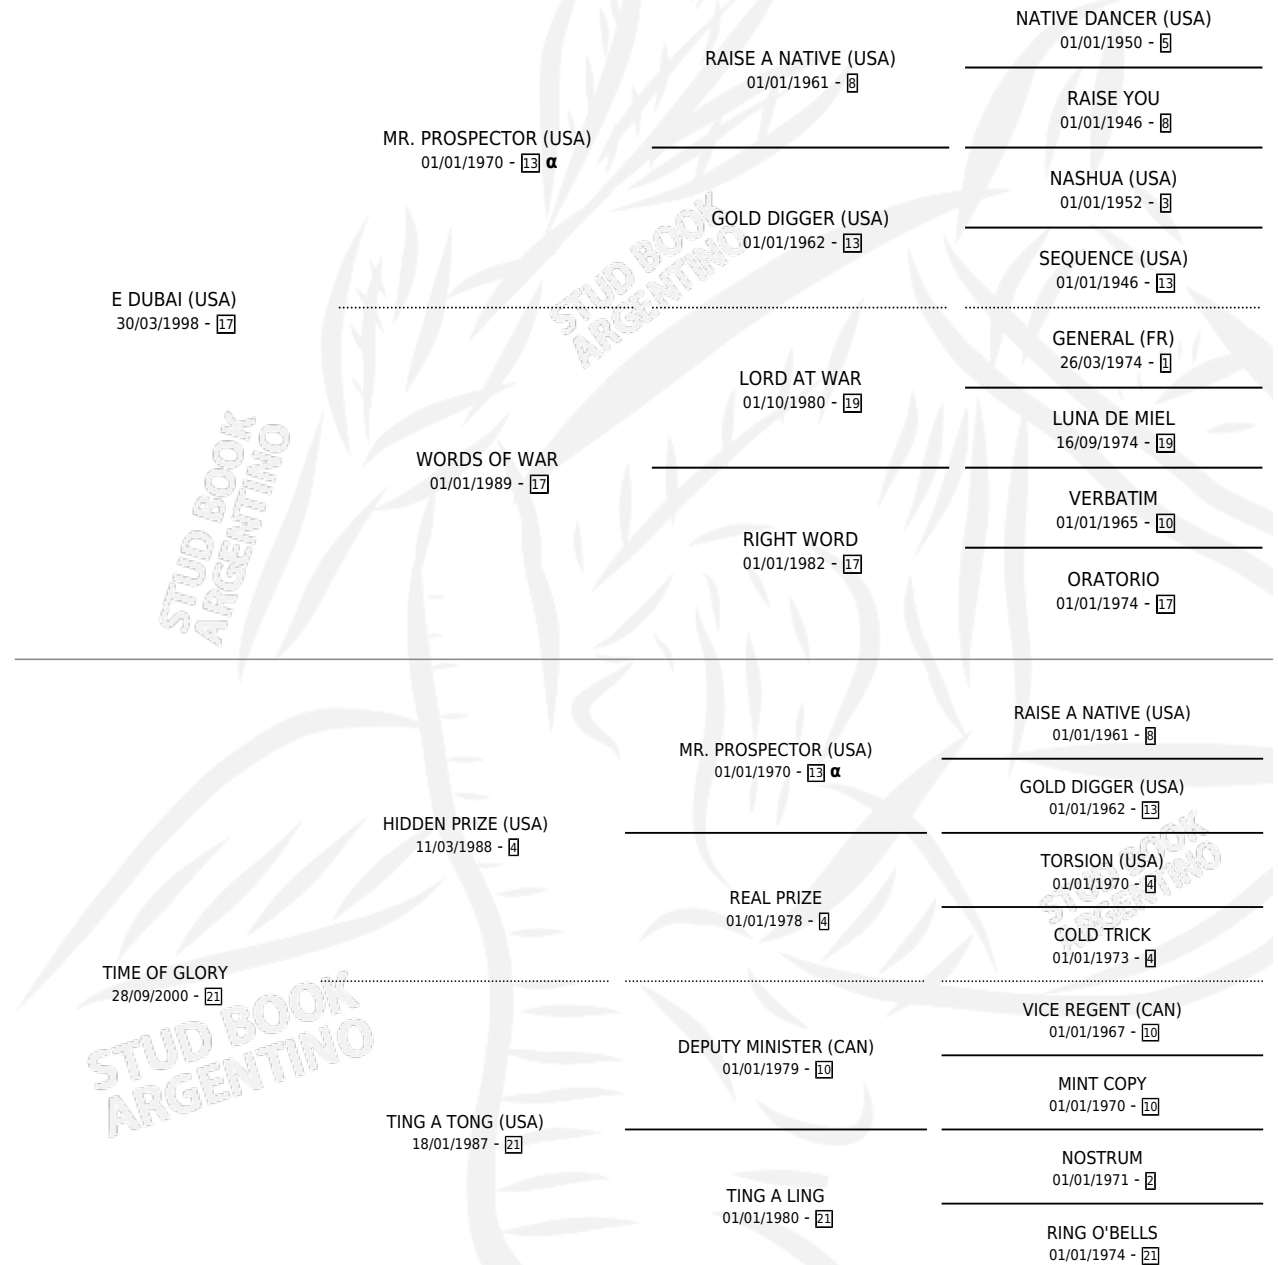 NATIVE DANCER (USA)
01/01/1950 - 5
RAISE A NATIVE (USA)
01/01/1961 - 8
RAISE YOU
01/01/1946 - 8
MR. PROSPECTOR (USA)
01/01/1970 - 13 α
NASHUA (USA)
01/01/1952 - 3
GOLD DIGGER (USA)
01/01/1962 - 13
SEQUENCE (USA)
01/01/1946 - 13
E DUBAI (USA)
30/03/1998 - 17
GENERAL (FR)
26/03/1974 - 1
LORD AT WAR
01/10/1980 - 19
LUNA DE MIEL
16/09/1974 - 19
WORDS OF WAR
01/01/1989 - 17
VERBATIM
01/01/1965 - 10
RIGHT WORD
01/01/1982 - 17
ORATORIO
01/01/1974 - 17
STUD BOOK
ARGENTINO
STUD BOOK
ARGENTINO
RAISE A NATIVE (USA)
01/01/1961 - 8
MR. PROSPECTOR (USA)
01/01/1970 - 13 α
GOLD DIGGER (USA)
01/01/1962 - 13
HIDDEN PRIZE (USA)
11/03/1988 - 4
TORSION (USA)
01/01/1970 - 4
REAL PRIZE
01/01/1978 - 4
COLD TRICK
01/01/1973 - 4
TIME OF GLORY
28/09/2000 - 21
VICE REGENT (CAN)
01/01/1967 - 10
DEPUTY MINISTER (CAN)
01/01/1979 - 10
MINT COPY
01/01/1970 - 10
TING A TONG (USA)
18/01/1987 - 21
NOSTRUM
01/01/1971 - 2
TING A LING
01/01/1980 - 21
RING O'BELLS
01/01/1974 - 21
STUD BOOK
ARGENTINO
STUD BOOK
ARGENTINO